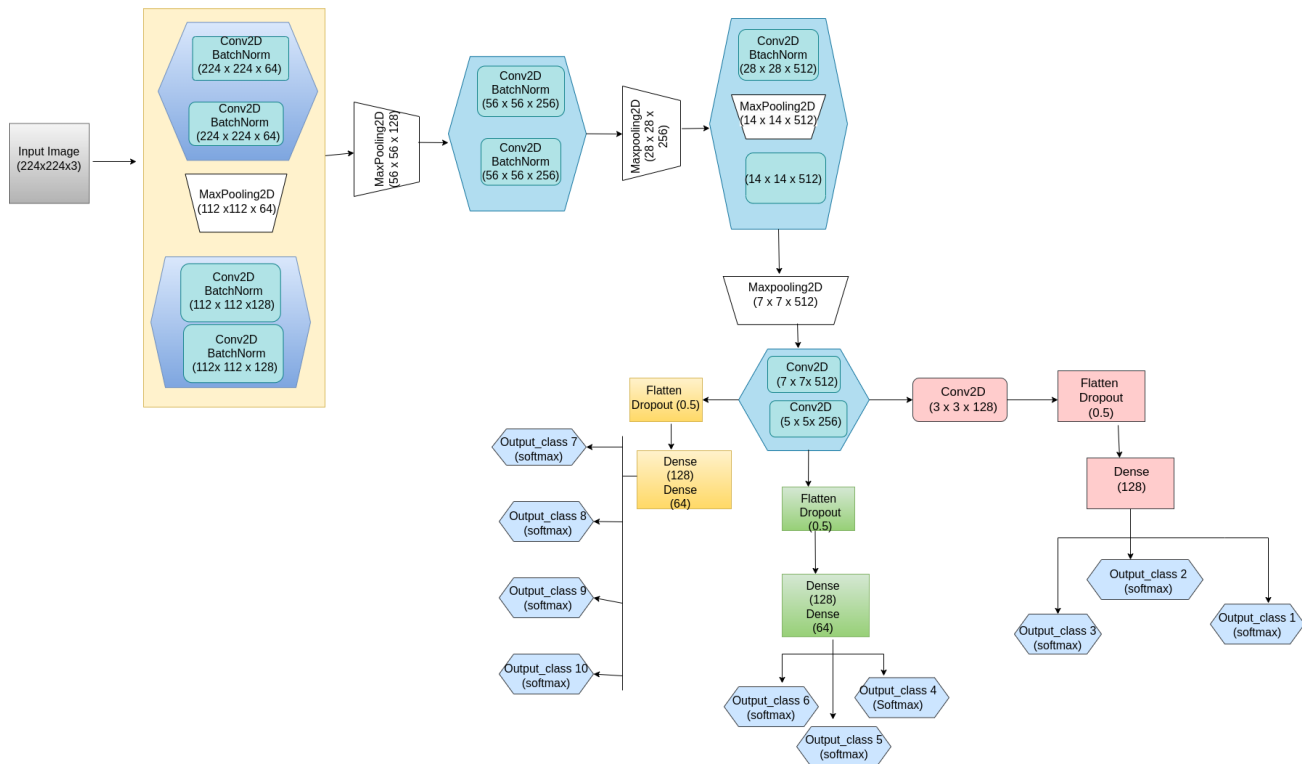 Input Image
(224x224x3)
Conv2D
BatchNorm
(224 x 224 x 64)
Conv2D
BatchNorm
(224 x 224 x 64)
MaxPooling2D
(112 x112 x 64)
Conv2D
BatchNorm
(112 x 112 x128)
Conv2D
BatchNorm
(112x 112 x 128)
MaxPooling2D
(56 x 56 x 128)
Conv2D
BatchNorm
(56 x 56 x 256)
Conv2D
BatchNorm
(56 x 56 x 256)
Maxpooling2D
(28 x 28 x
256)
Conv2D
BtachNorm
(28 x 28 x 512)
MaxPooling2D
(14 x 14 x 512)
(14 x 14 x 512)
Maxpooling2D
(7 x 7 x 512)
Conv2D
(7 x 7x 512)
Conv2D
(5 x 5x 256)
Flatten
Dropout (0.5)
Dense
(128)
Dense
(64)
Output_class 7
(softmax)
Output_class 8
(softmax)
Output_class 9
(softmax)
Output_class 10
(softmax)
Flatten
Dropout
(0.5)
Dense
(128)
Dense
(64)
Output_class 6
(softmax)
Output_class 5
(softmax)
Output_class 4
(Softmax)
Conv2D
(3 x 3 x 128)
Flatten
Dropout
(0.5)
Dense
(128)
Output_class 3
(softmax)
Output_class 2
(softmax)
Output_class 1
(softmax)